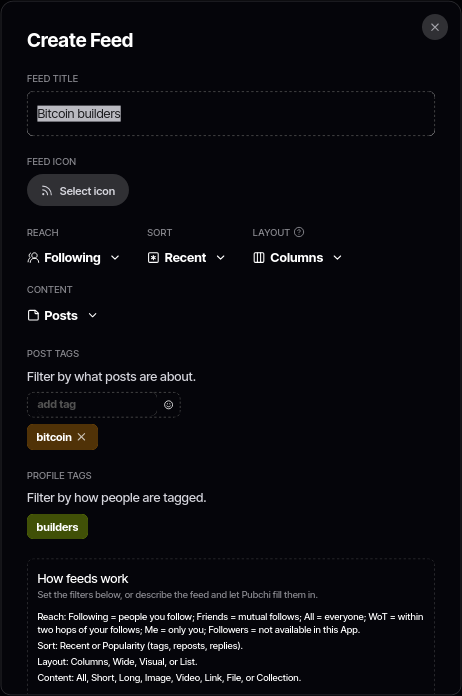 Create Feed
FEED TITLE
Bitcoin builders
FEED ICON
Select icon
REACH SORT LAYOUT ?
Following Recent Columns
CONTENT
Posts
POST TAGS
Filter by what posts are about.
add tag
bitcoin ×
PROFILE TAGS
Filter by how people are tagged.
builders
How feeds work
Set the filters below, or describe the feed and let Pubchi fill them in.
Reach: Following = people you follow; Friends = mutual follows; All = everyone; WoT = within
two hops of your follows; Me = only you; Followers = not available in this App.
Sort: Recent or Popularity (tags, reposts, replies).
Layout: Columns, Wide, Visual, or List.
Content: All, Short, Long, Image, Video, Link, File, or Collection.